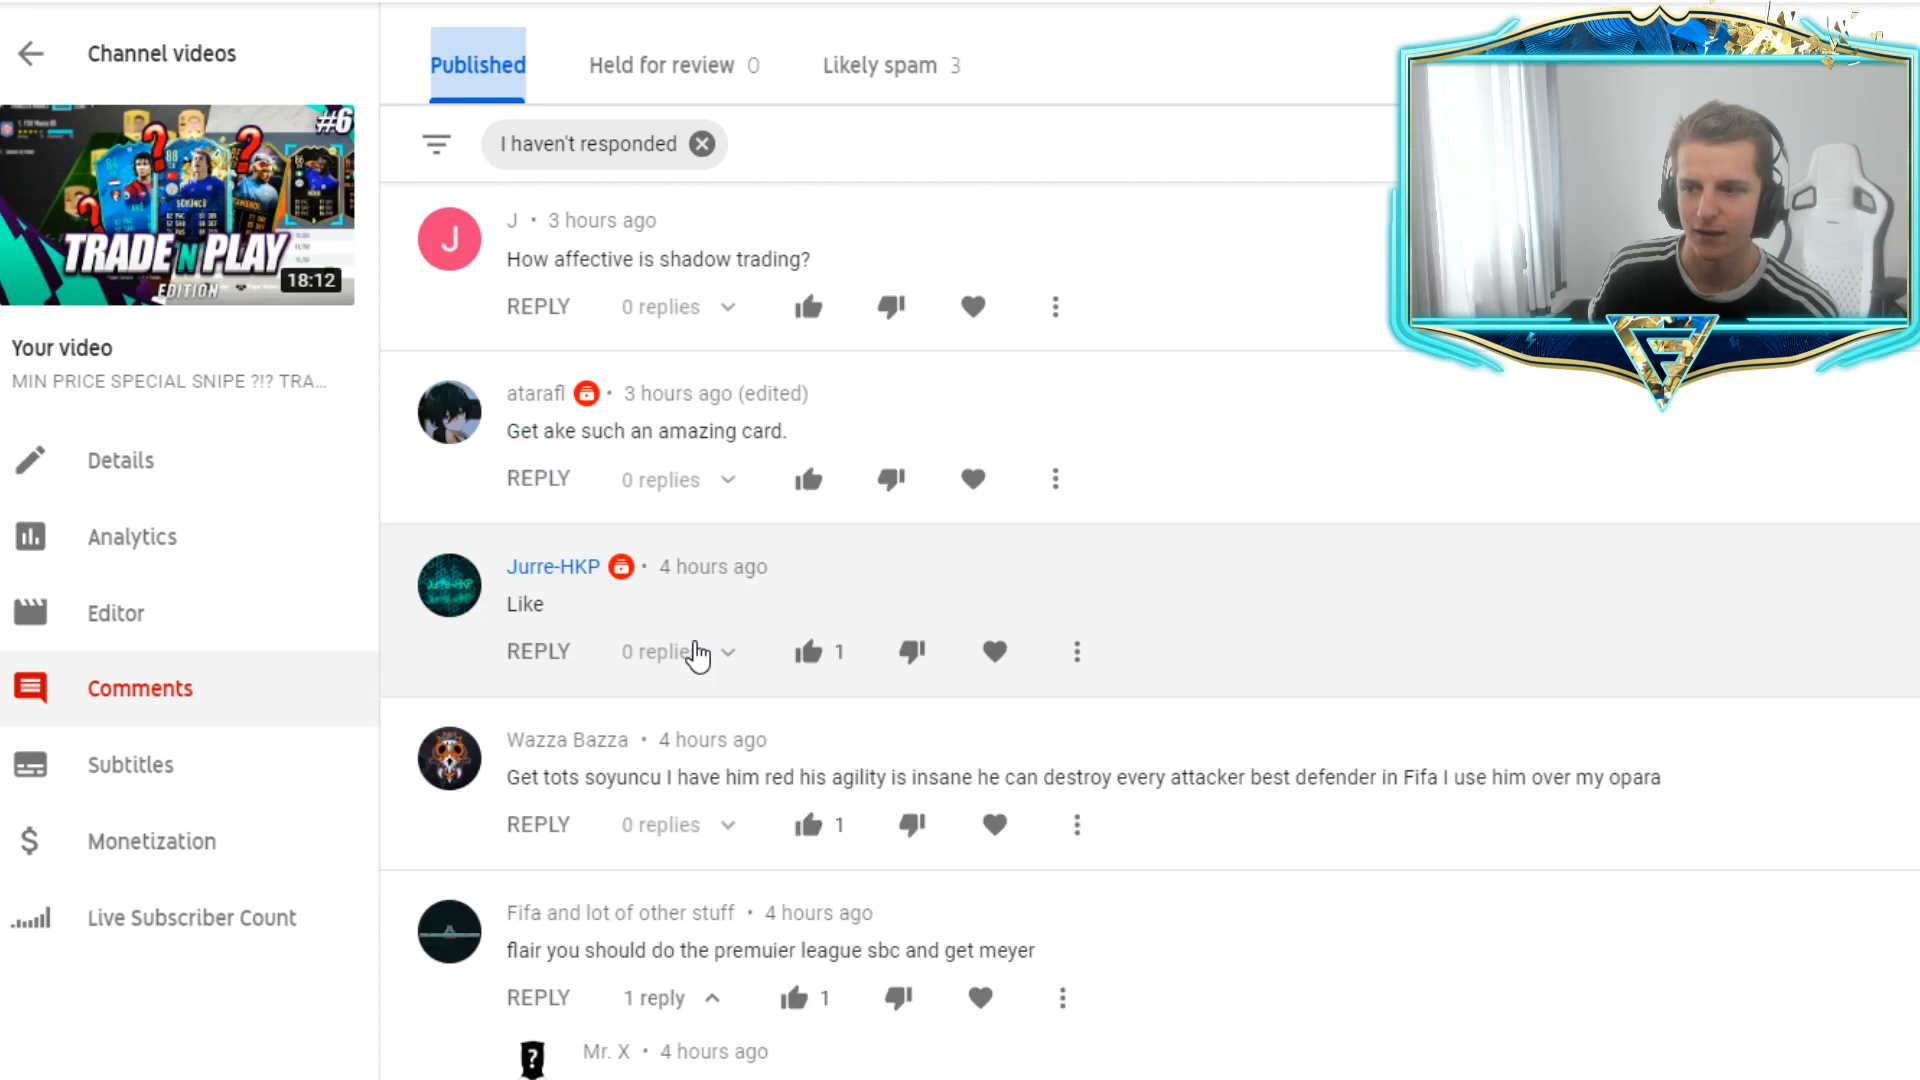 Channel videos
#6
TRADE N PLAY
EDITION
18:12
Your video
MIN PRICE SPECIAL SNIPE ?!? TRA...
Details
Analytics
Editor
Comments
Subtitles
Monetization
Live Subscriber Count
Published
Held for review 0
Likely spam 3
I haven't responded
J
J • 3 hours ago
How affective is shadow trading?
REPLY 0 replies
atarafl • 3 hours ago (edited)
Get ake such an amazing card.
REPLY 0 replies
Jurre-HKP • 4 hours ago
Like
REPLY 0 replie 1
Wazza Bazza • 4 hours ago
Get tots soyuncu I have him red his agility is insane he can destroy every attacker best defender in Fifa I use him over my opara
REPLY 0 replies 1
Fifa and lot of other stuff • 4 hours ago
flair you should do the premuier league sbc and get meyer
REPLY 1 reply 1
Mr. X • 4 hours ago